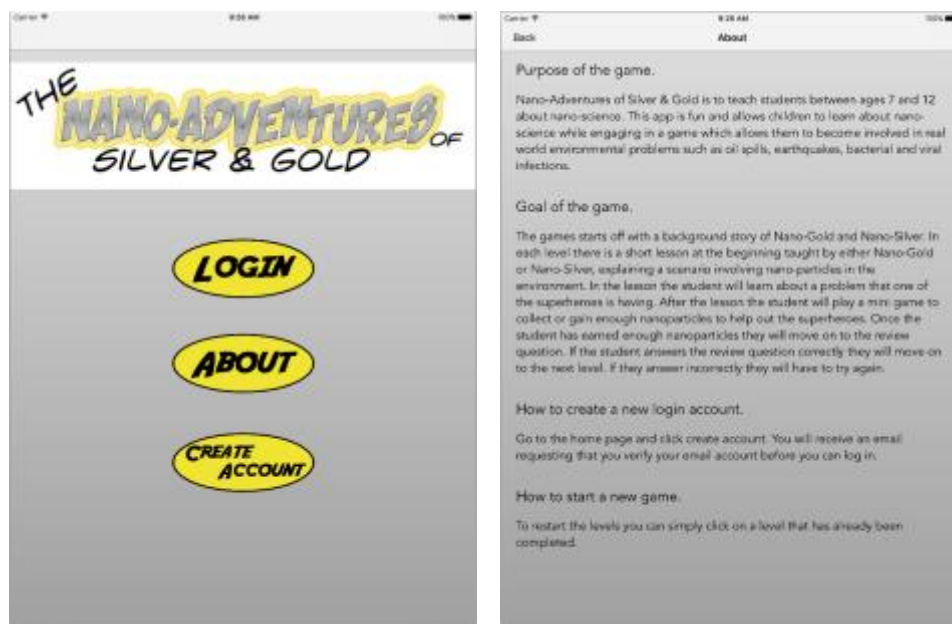 Carrier
9:28 AM
100%
THE
NANO-ADVENTURES
OF
SILVER & GOLD
LOGIN
ABOUT
CREATE
ACCOUNT
Carrier
9:28 AM
100%
Back
About
Purpose of the game.
Nano-Adventures of Silver & Gold is to teach students between ages 7 and 12
about nano-science. This app is fun and allows children to learn about nano-
science while engaging in a game which allows them to become involved in real
world environmental problems such as oil spills, earthquakes, bacterial and viral
infections.
Goal of the game.
The games starts off with a background story of Nano-Gold and Nano-Silver. In
each level there is a short lesson at the beginning taught by either Nano-Gold
or Nano-Silver, explaining a scenario involving nano-particles in the
environment. In the lesson the student will learn about a problem that one of
the superheroes is having. After the lesson the student will play a mini game to
collect or gain enough nanoparticles to help out the superheroes. Once the
student has earned enough nanoparticles they will move on to the review
question. If the student answers the review question correctly they will move on
to the next level. If they answer incorrectly they will have to try again.
How to create a new login account.
Go to the home page and click create account. You will receive an email
requesting that you verify your email account before you can log in.
How to start a new game.
To restart the levels you can simply click on a level that has already been
completed.